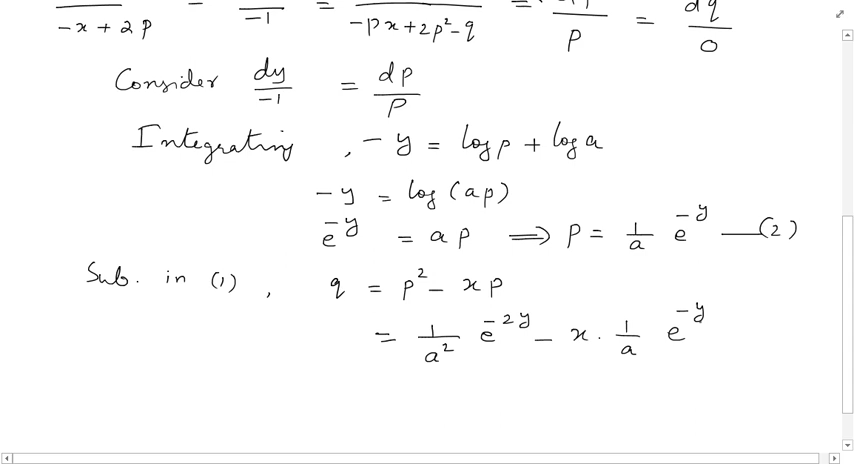 -x + 2p -1 = -px + 2p² - q = p = dq/0
Consider dy/-1 = dp/p
Integrating, -y = log p + log a
-y = log(ap)
e^-y = ap ⟹ p = 1/a e^-y —(2)
Sub. in (1), q = p² - xp
= 1/a² e^-2y - x · 1/a e^-y